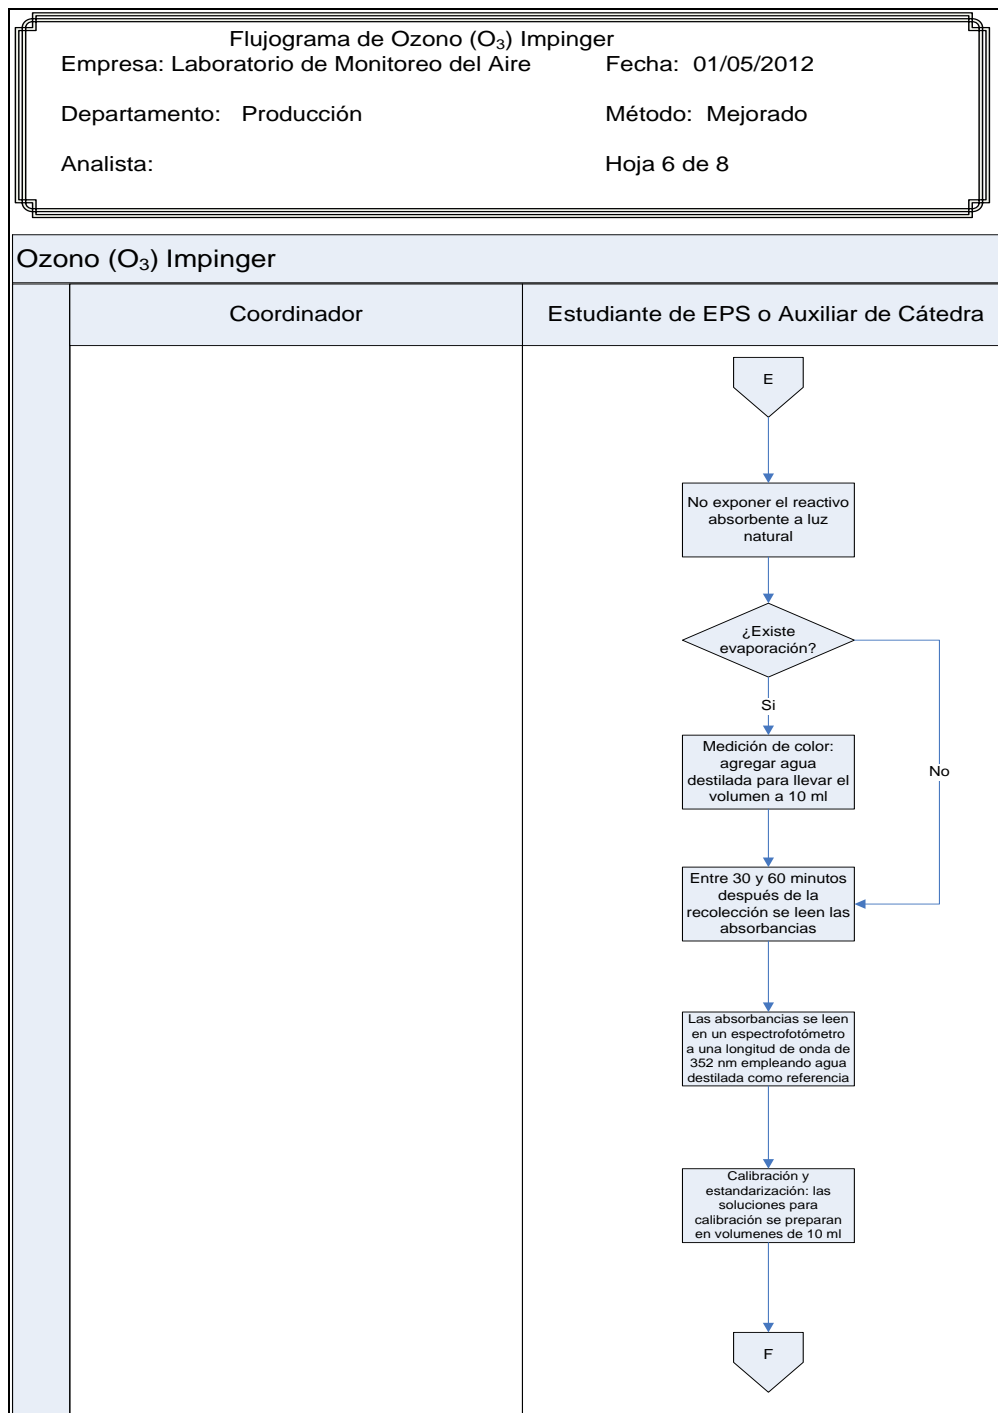 Flujograma de Ozono (O₃) Impinger
Empresa: Laboratorio de Monitoreo del Aire Fecha: 01/05/2012
Departamento: Producción Método: Mejorado
Analista: Hoja 6 de 8
Ozono (O₃) Impinger
Coordinador Estudiante de EPS o Auxiliar de Cátedra
E
No exponer el reactivo
absorbente a luz
natural
¿Existe
evaporación?
Si
Medición de color:
agregar agua
destilada para llevar el
volumen a 10 ml
No
Entre 30 y 60 minutos
después de la
recolección se leen las
absorbancias
Las absorbancias se leen
en un espectrofotómetro
a una longitud de onda de
352 nm empleando agua
destilada como referencia
Calibración y
estandarización: las
soluciones para
calibración se preparan
en volumenes de 10 ml
F